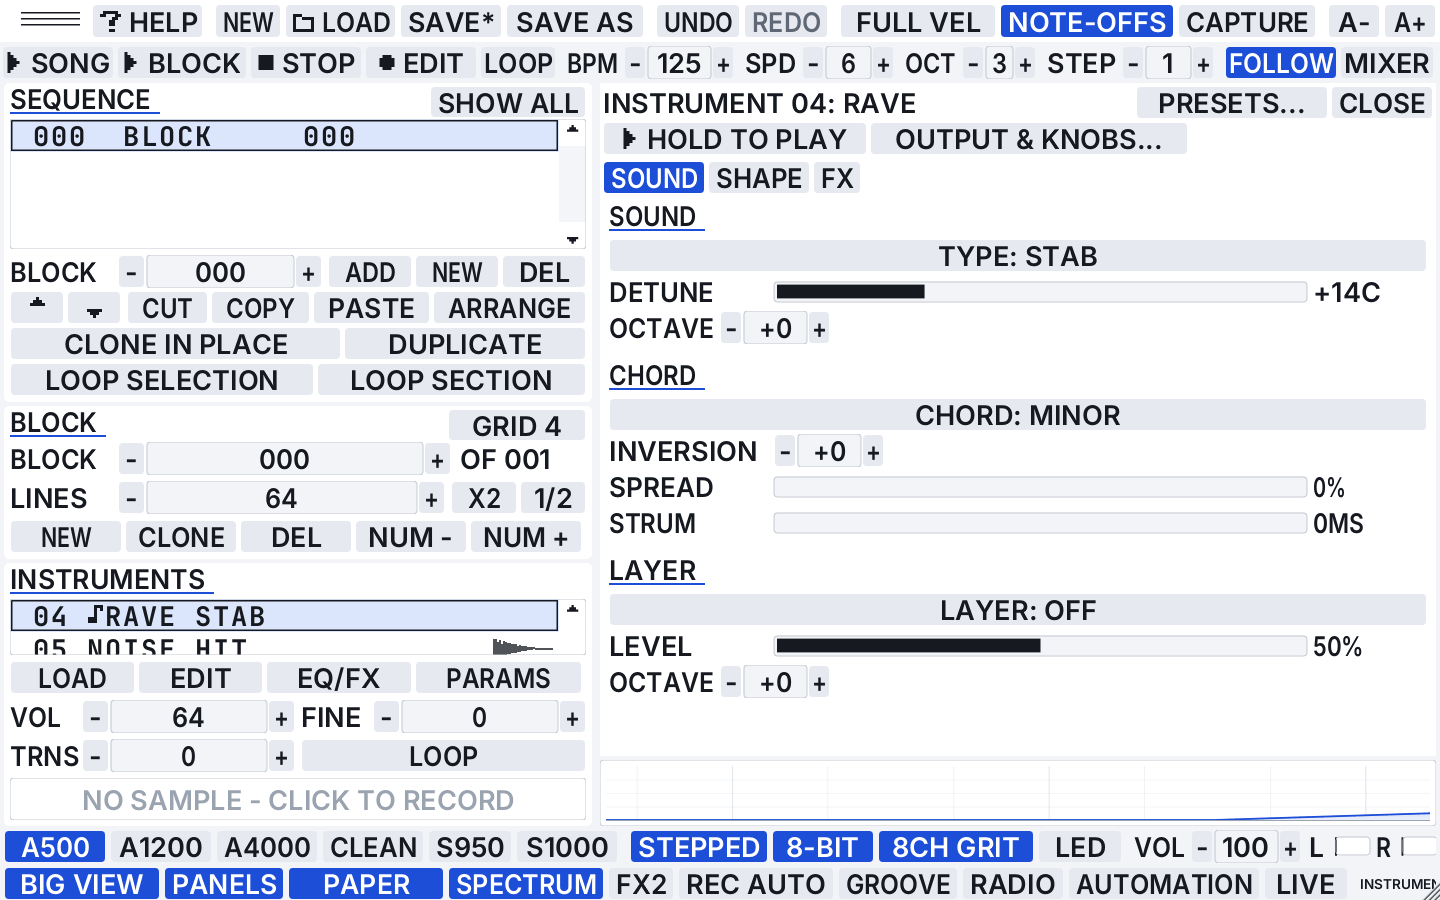 ? HELP NEW LOAD SAVE* SAVE AS UNDO REDO FULL VEL NOTE-OFFS CAPTURE A- A+
SONG BLOCK STOP EDIT LOOP BPM - 125 + SPD - 6 + OCT - 3 + STEP - 1 + FOLLOW MIXER
SEQUENCE SHOW ALL
000 BLOCK 000
BLOCK - 000 + ADD NEW DEL
CUT COPY PASTE ARRANGE
CLONE IN PLACE DUPLICATE
LOOP SELECTION LOOP SECTION
BLOCK GRID 4
BLOCK - 000 + OF 001
LINES - 64 + X2 1/2
NEW CLONE DEL NUM - NUM +
INSTRUMENTS
04 ♪RAVE STAB
05 NOISE HIT
LOAD EDIT EQ/FX PARAMS
VOL - 64 + FINE - 0 +
TRNS - 0 + LOOP
NO SAMPLE - CLICK TO RECORD
INSTRUMENT 04: RAVE PRESETS... CLOSE
HOLD TO PLAY OUTPUT & KNOBS...
SOUND SHAPE FX
SOUND
TYPE: STAB
DETUNE +14C
OCTAVE - +0 +
CHORD
CHORD: MINOR
INVERSION - +0 +
SPREAD 0%
STRUM 0MS
LAYER
LAYER: OFF
LEVEL 50%
OCTAVE - +0 +
A500 A1200 A4000 CLEAN S950 S1000 STEPPED 8-BIT 8CH GRIT LED VOL - 100 + L R
BIG VIEW PANELS PAPER SPECTRUM FX2 REC AUTO GROOVE RADIO AUTOMATION LIVE INSTRUMEN